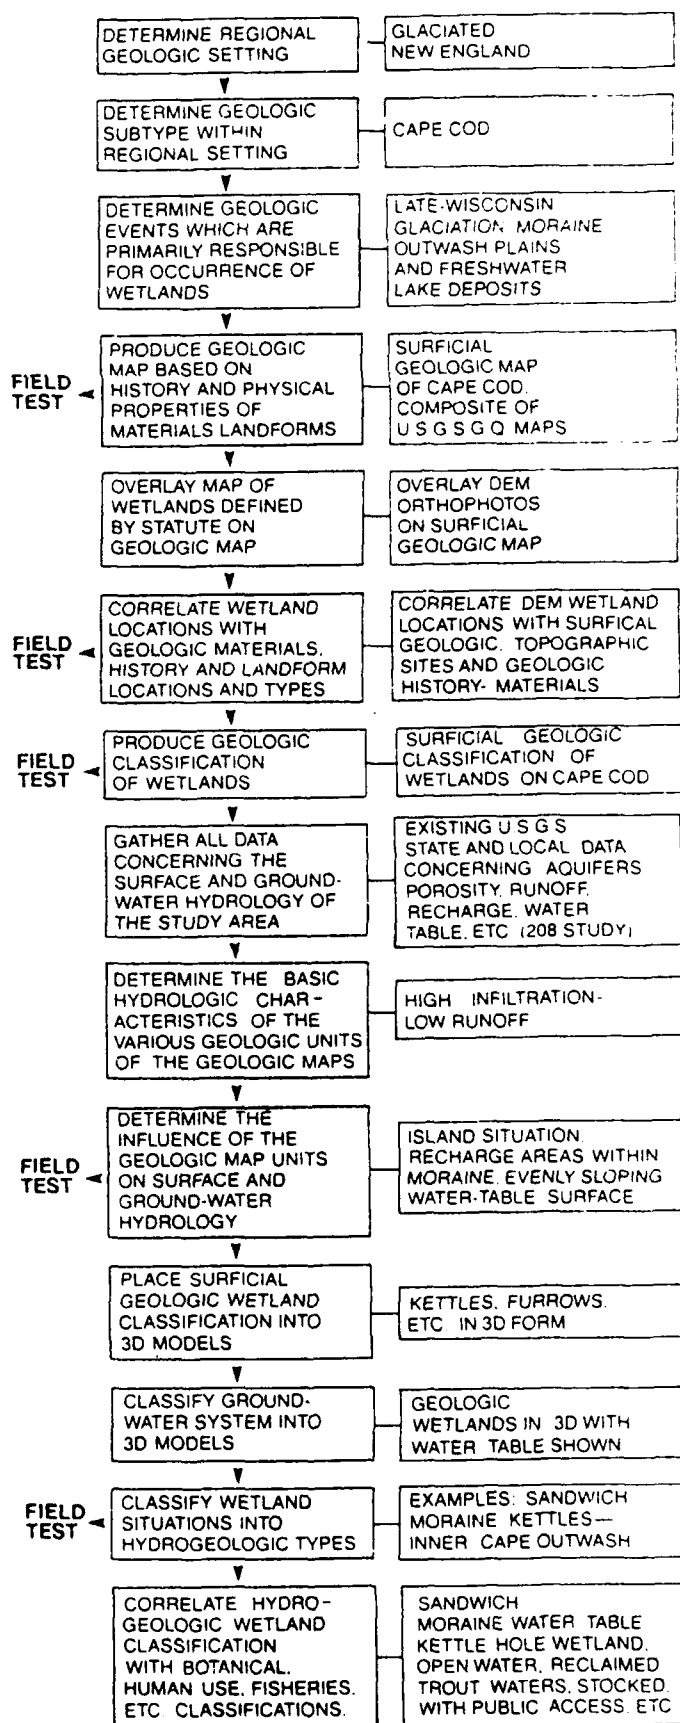 DETERMINE REGIONAL
GEOLOGIC SETTING
GLACIATED
NEW ENGLAND
DETERMINE GEOLOGIC
SUBTYPE WITHIN
REGIONAL SETTING
CAPE COD
DETERMINE GEOLOGIC
EVENTS WHICH ARE
PRIMARILY RESPONSIBLE
FOR OCCURRENCE OF
WETLANDS
LATE-WISCONSIN
GLACIATION MORAINE
OUTWASH PLAINS
AND FRESHWATER
LAKE DEPOSITS
FIELD
TEST
PRODUCE GEOLOGIC
MAP BASED ON
HISTORY AND PHYSICAL
PROPERTIES OF
MATERIALS LANDFORMS
SURFICIAL
GEOLOGIC MAP
OF CAPE COD.
COMPOSITE OF
U S G S G Q MAPS
OVERLAY MAP OF
WETLANDS DEFINED
BY STATUTE ON
GEOLOGIC MAP
OVERLAY DEM
ORTHOPHOTOS
ON SURFICIAL
GEOLOGIC MAP
FIELD
TEST
CORRELATE WETLAND
LOCATIONS WITH
GEOLOGIC MATERIALS,
HISTORY AND LANDFORM
LOCATIONS AND TYPES
CORRELATE DEM WETLAND
LOCATIONS WITH SURFICAL
GEOLOGIC, TOPOGRAPHIC
SITES AND GEOLOGIC
HISTORY- MATERIALS
FIELD
TEST
PRODUCE GEOLOGIC
CLASSIFICATION
OF WETLANDS
SURFICIAL GEOLOGIC
CLASSIFICATION OF
WETLANDS ON CAPE COD
GATHER ALL DATA
CONCERNING THE
SURFACE AND GROUND-
WATER HYDROLOGY OF
THE STUDY AREA
EXISTING U S G S
STATE AND LOCAL DATA
CONCERNING AQUIFERS
POROSITY, RUNOFF,
RECHARGE, WATER
TABLE, ETC (208 STUDY)
DETERMINE THE BASIC
HYDROLOGIC CHAR-
ACTERISTICS OF THE
VARIOUS GEOLOGIC UNITS
OF THE GEOLOGIC MAPS
HIGH INFILTRATION-
LOW RUNOFF
FIELD
TEST
DETERMINE THE
INFLUENCE OF THE
GEOLOGIC MAP UNITS
ON SURFACE AND
GROUND-WATER
HYDROLOGY
ISLAND SITUATION.
RECHARGE AREAS WITHIN
MORAINE, EVENLY SLOPING
WATER-TABLE SURFACE
PLACE SURFICIAL
GEOLOGIC WETLAND
CLASSIFICATION INTO
3D MODELS
KETTLES, FURROWS,
ETC IN 3D FORM
CLASSIFY GROUND-
WATER SYSTEM INTO
3D MODELS
GEOLOGIC
WETLANDS IN 3D WITH
WATER TABLE SHOWN
FIELD
TEST
CLASSIFY WETLAND
SITUATIONS INTO
HYDROGEOLOGIC TYPES
EXAMPLES: SANDWICH
MORAINE KETTLES—
INNER CAPE OUTWASH
CORRELATE HYDRO-
GEOLOGIC WETLAND
CLASSIFICATION
WITH BOTANICAL,
HUMAN USE, FISHERIES,
ETC CLASSIFICATIONS.
SANDWICH
MORAINE WATER TABLE
KETTLE HOLE WETLAND,
OPEN WATER, RECLAIMED
TROUT WATERS, STOCKED,
WITH PUBLIC ACCESS, ETC